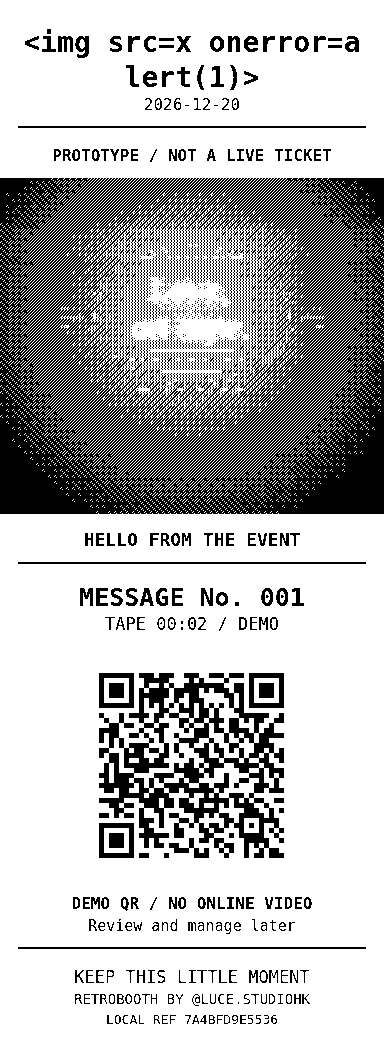 <img src=x onerror=a
lert(1)>
2026-12-20
PROTOTYPE / NOT A LIVE TICKET
HELLO FROM THE EVENT
MESSAGE No. 001
TAPE 00:02 / DEMO
DEMO QR / NO ONLINE VIDEO
Review and manage later
KEEP THIS LITTLE MOMENT
RETROBOOTH BY @LUCE.STUDIOHK
LOCAL REF 7A4BFD9E5536